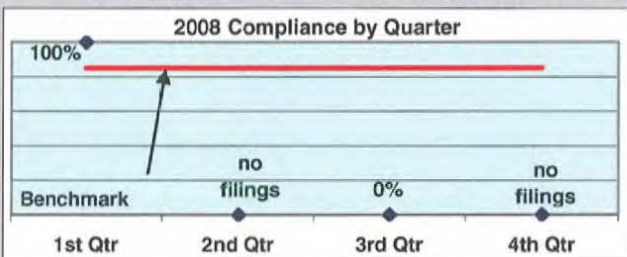 2008 Compliance by Quarter
100%
no
filings
0%
no
filings
Benchmark
1st Qtr 2nd Qtr 3rd Qtr 4th Qtr